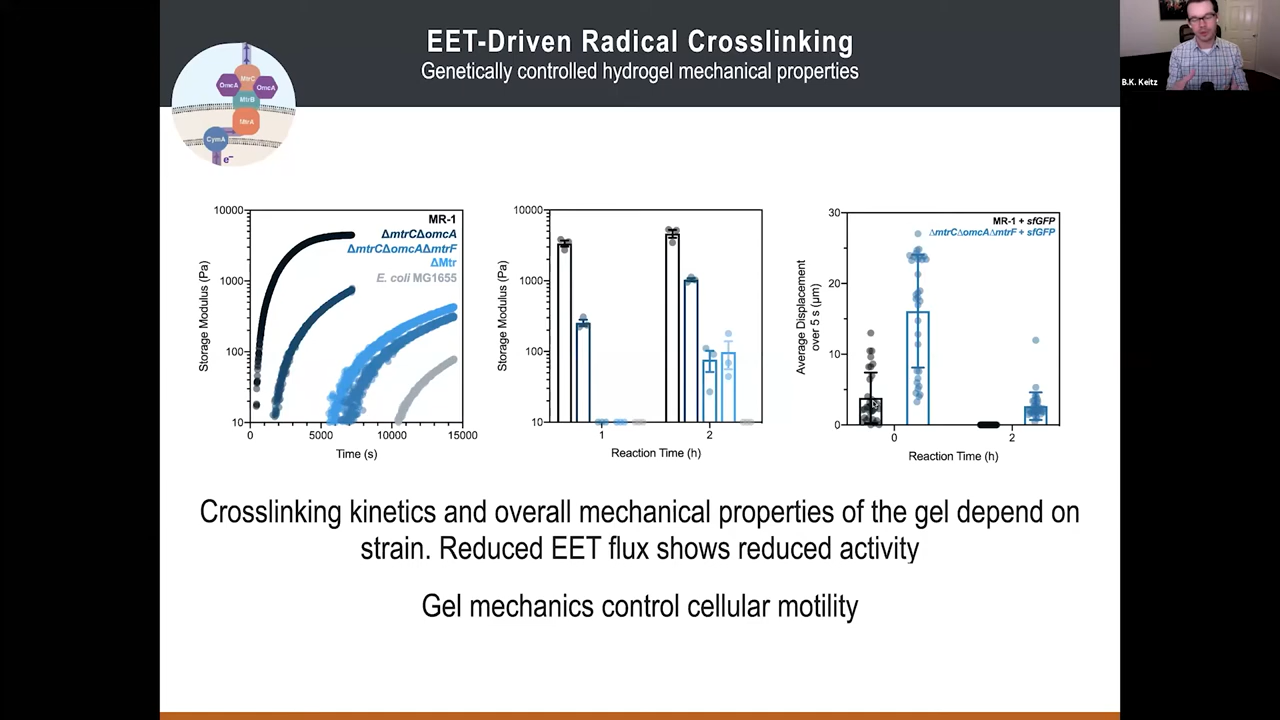 EET-Driven Radical Crosslinking
Genetically controlled hydrogel mechanical properties
B.K. Keitz
MtrC
OmcA
OmcA
MtrB
MtrA
CymA
e⁻
Storage Modulus (Pa)
10000
1000
100
10
0
5000
10000
15000
Time (s)
MR-1
ΔmtrCΔomcA
ΔmtrCΔomcAΔmtrF
ΔMtr
E. coli MG1655
Storage Modulus (Pa)
10000
1000
100
10
1
2
Reaction Time (h)
Average Displacement
over 5 s (μm)
30
20
10
0
0
2
Reaction Time (h)
MR-1 + sfGFP
ΔmtrCΔomcAΔmtrF + sfGFP
Crosslinking kinetics and overall mechanical properties of the gel depend on
strain. Reduced EET flux shows reduced activity
Gel mechanics control cellular motility